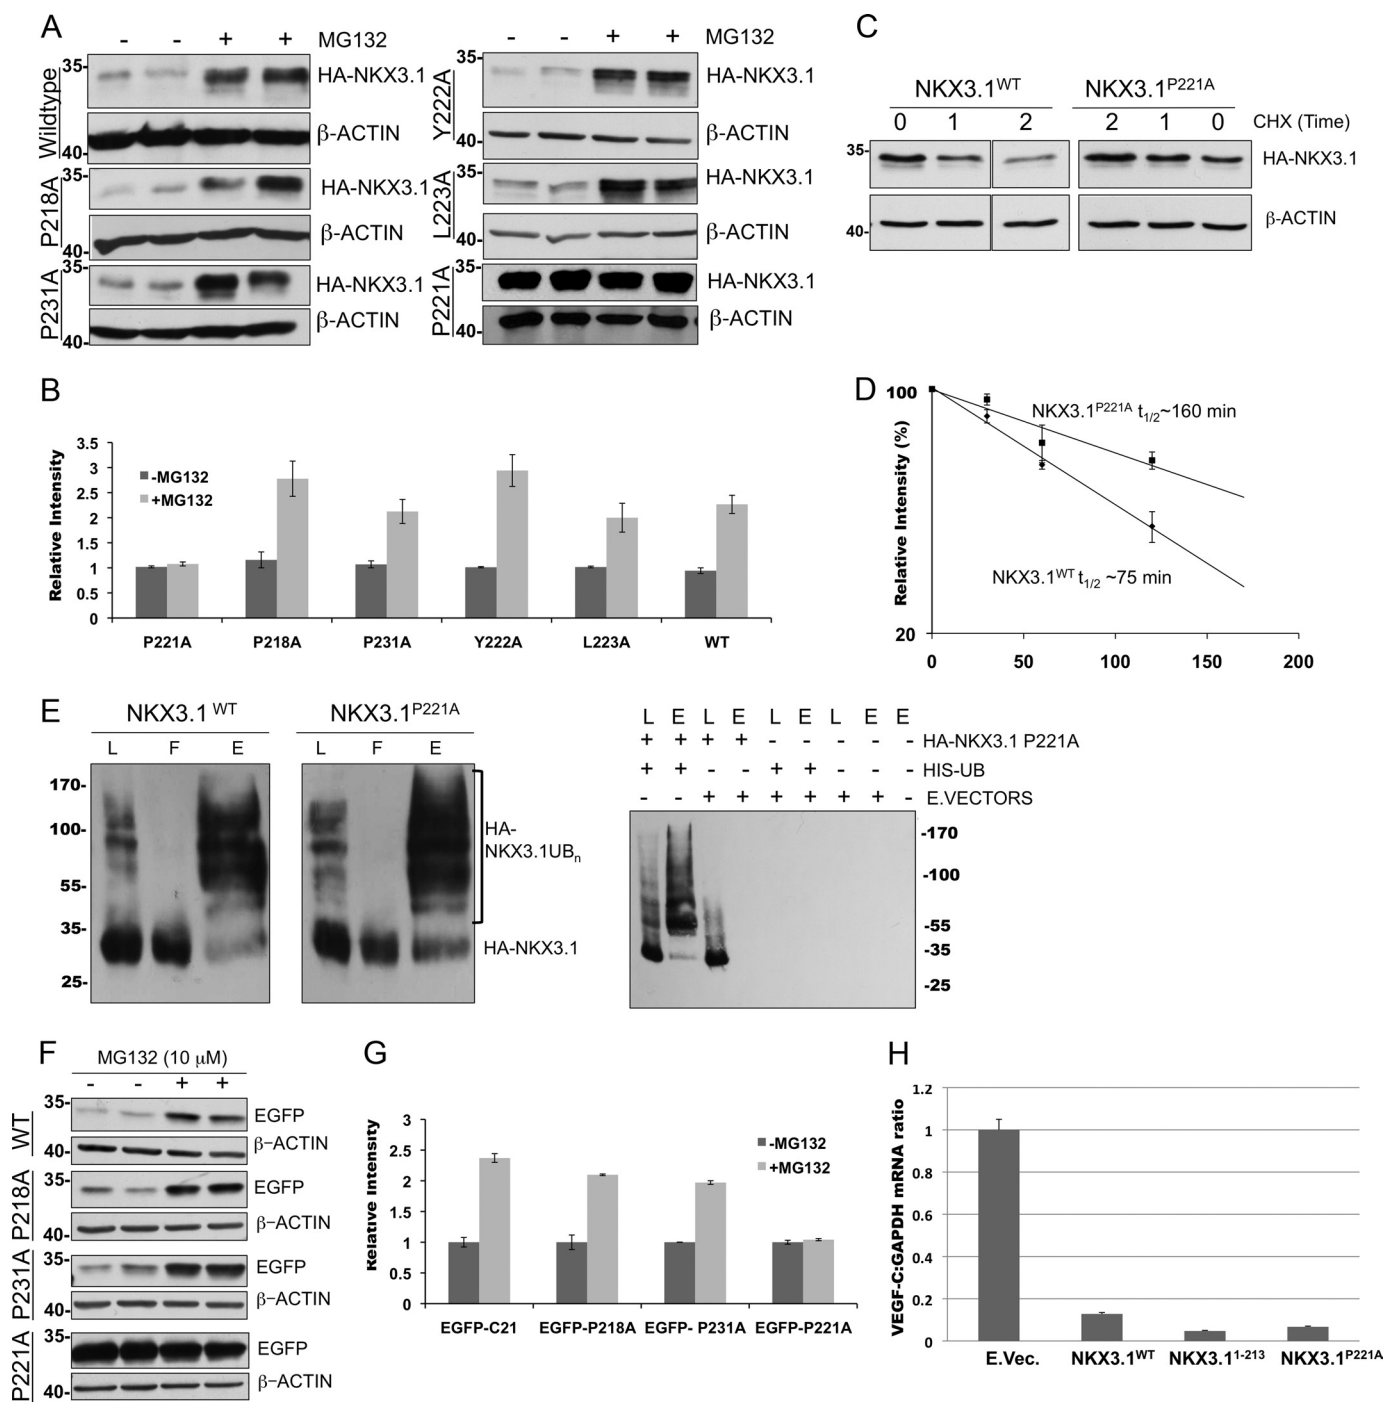 A
- - + + MG132
Wildtype
35-
HA-NKX3.1
β-ACTIN
40-
P218A
35-
HA-NKX3.1
β-ACTIN
40-
P231A
35-
HA-NKX3.1
β-ACTIN
40-
- - + + MG132
Y222A
35-
HA-NKX3.1
β-ACTIN
40-
L223A
35-
HA-NKX3.1
β-ACTIN
40-
P221A
35-
HA-NKX3.1
β-ACTIN
40-
C
NKX3.1WT NKX3.1P221A
0 1 2 2 1 0 CHX (Time)
35-
HA-NKX3.1
β-ACTIN
40-
B
Relative Intensity
3.5
3
2.5
2
1.5
1
0.5
0
-MG132
+MG132
P221A P218A P231A Y222A L223A WT
D
Relative Intensity (%)
100
20
NKX3.1P221A t1/2~160 min
NKX3.1WT t1/2 ~75 min
0 50 100 150 200
E
NKX3.1 WT NKX3.1P221A
L F E L F E
170-
100-
55-
35-
25-
HA-
NKX3.1UBn
HA-NKX3.1
L E L E L E L E E
+ + + + - - - - - HA-NKX3.1 P221A
+ + - - + + - - - HIS-UB
- - + + + + + + - E.VECTORS
-170
-100
-55
-35
-25
F
MG132 (10 μM)
- - + +
WT
35-
EGFP
β-ACTIN
40-
P218A
35-
EGFP
β-ACTIN
40-
P231A
35-
EGFP
β-ACTIN
40-
P221A
35-
EGFP
β-ACTIN
40-
G
Relative Intensity
3
2.5
2
1.5
1
0.5
0
-MG132
+MG132
EGFP-C21 EGFP-P218A EGFP- P231A EGFP-P221A
H
VEGF-C:GAPDH mRNA ratio
1.2
1
0.8
0.6
0.4
0.2
0
E.Vec. NKX3.1WT NKX3.11-213 NKX3.1P221A